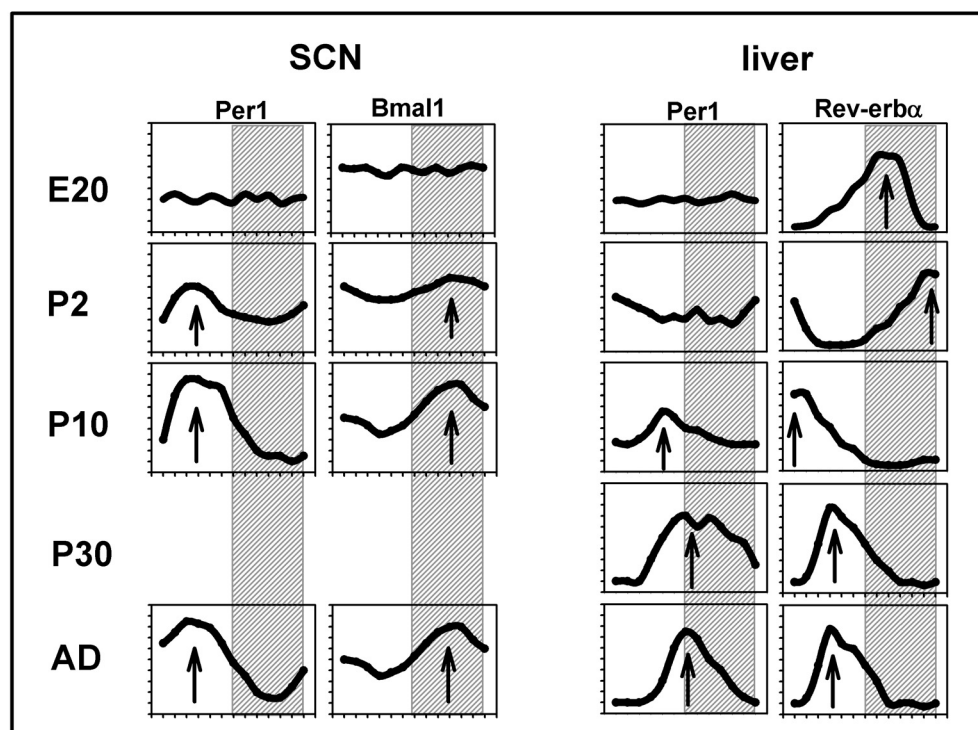 SCN liver
Per1 Bmal1 Per1 Rev-erbα
E20
P2
P10
P30
AD